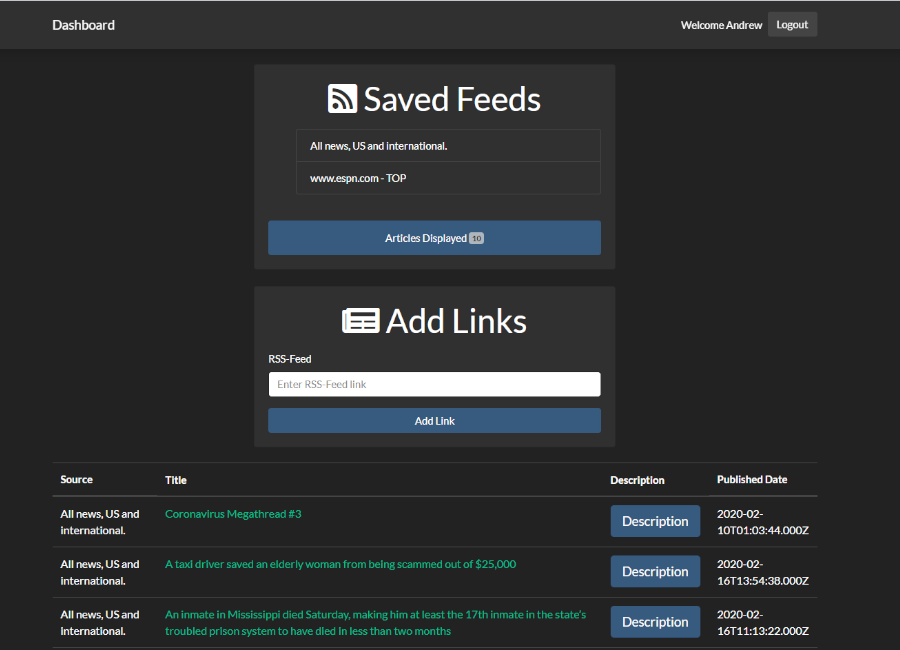 Dashboard
Welcome Andrew Logout
Saved Feeds
All news, US and international.
www.espn.com - TOP
Articles Displayed 10
Add Links
RSS-Feed
Enter RSS-Feed link
Add Link
Source Title Description Published Date
All news, US and Coronavirus Megathread #3 Description 2020-02-
international. 10T01:03:44.000Z
All news, US and A taxi driver saved an elderly woman from being scammed out of $25,000 Description 2020-02-
international. 16T13:54:38.000Z
All news, US and An inmate in Mississippi died Saturday, making him at least the 17th inmate in the state's Description 2020-02-
international. troubled prison system to have died in less than two months 16T11:13:22.000Z